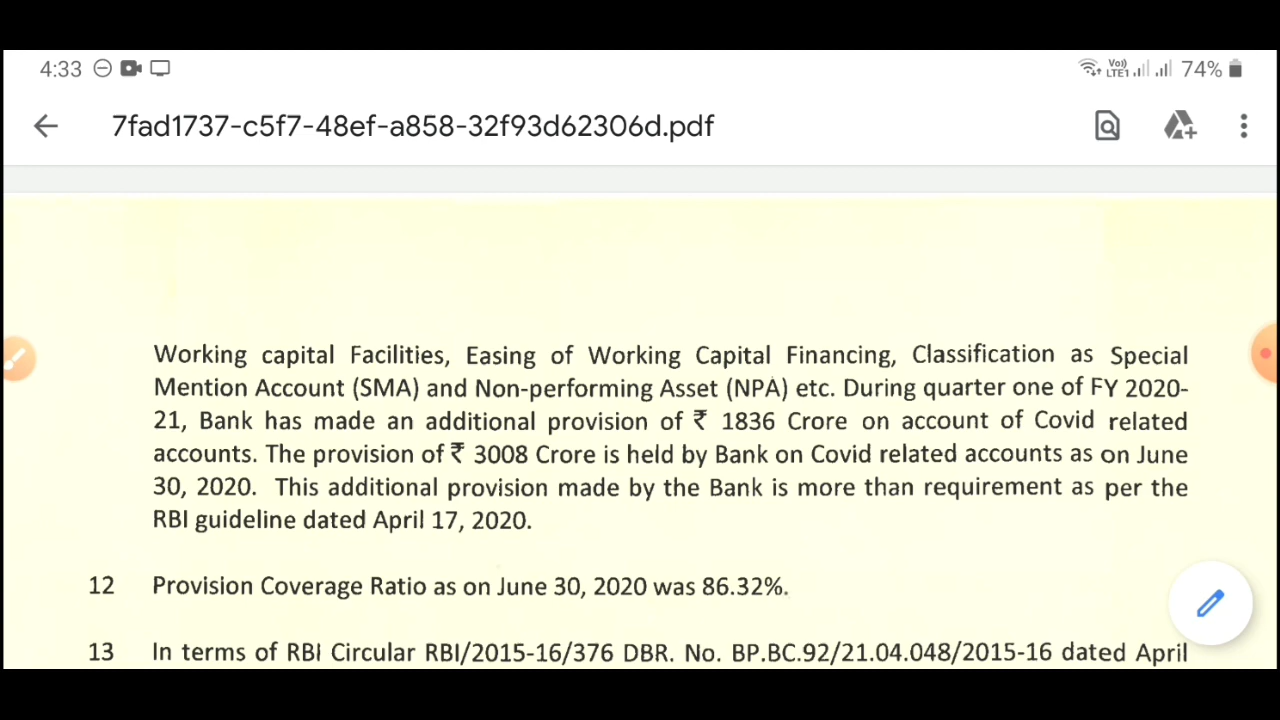 4:33
Vo)) LTE1 74%
7fad1737-c5f7-48ef-a858-32f93d62306d.pdf
Working capital Facilities, Easing of Working Capital Financing, Classification as Special
Mention Account (SMA) and Non-performing Asset (NPA) etc. During quarter one of FY 2020-
21, Bank has made an additional provision of ₹ 1836 Crore on account of Covid related
accounts. The provision of ₹ 3008 Crore is held by Bank on Covid related accounts as on June
30, 2020. This additional provision made by the Bank is more than requirement as per the
RBI guideline dated April 17, 2020.
12 Provision Coverage Ratio as on June 30, 2020 was 86.32%.
13 In terms of RBI Circular RBI/2015-16/376 DBR. No. BP.BC.92/21.04.048/2015-16 dated April